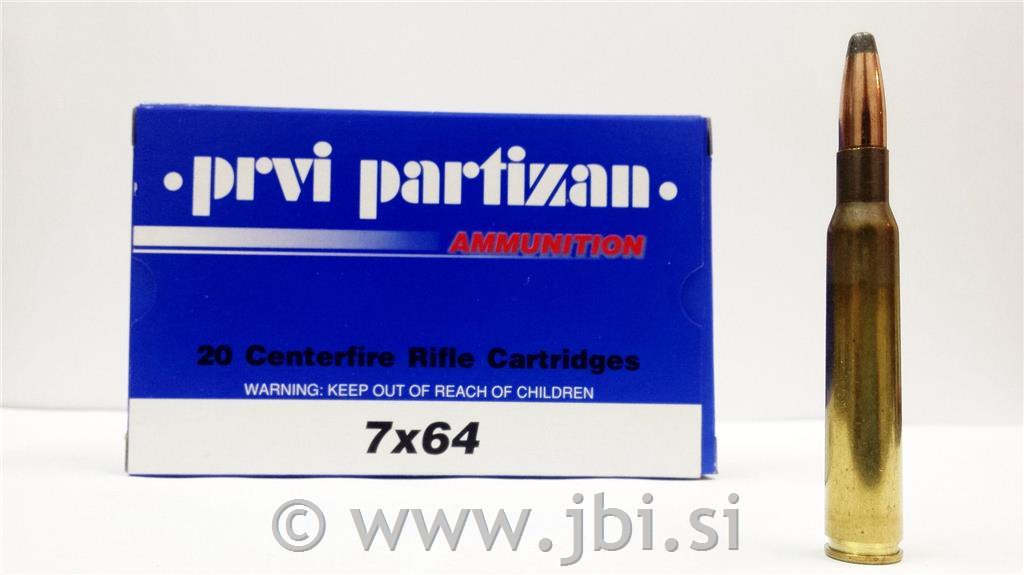 •prvi partizan•
AMMUNITION
20 Centerfire Rifle Cartridges
WARNING: KEEP OUT OF REACH OF CHILDREN
7x64
© www.jbi.si